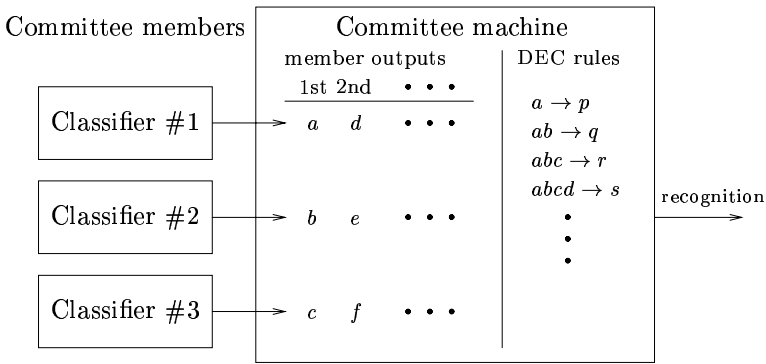 Committee members
Committee machine
member outputs
DEC rules
1st 2nd • • •
Classifier #1
a d • • •
a → p
ab → q
abc → r
abcd → s
Classifier #2
b e • • •
recognition
Classifier #3
c f • • •